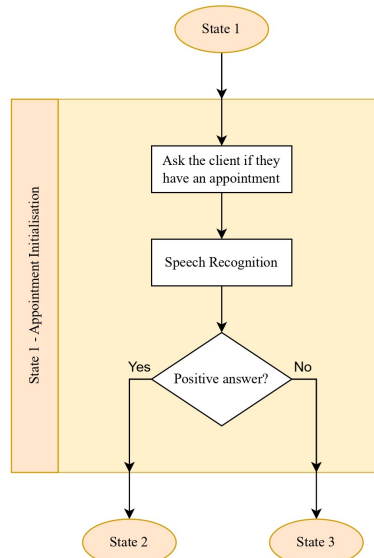 State 1
State 1 - Appointment Initialisation
Ask the client if they
have an appointment
Speech Recognition
Positive answer?
Yes
No
State 2
State 3